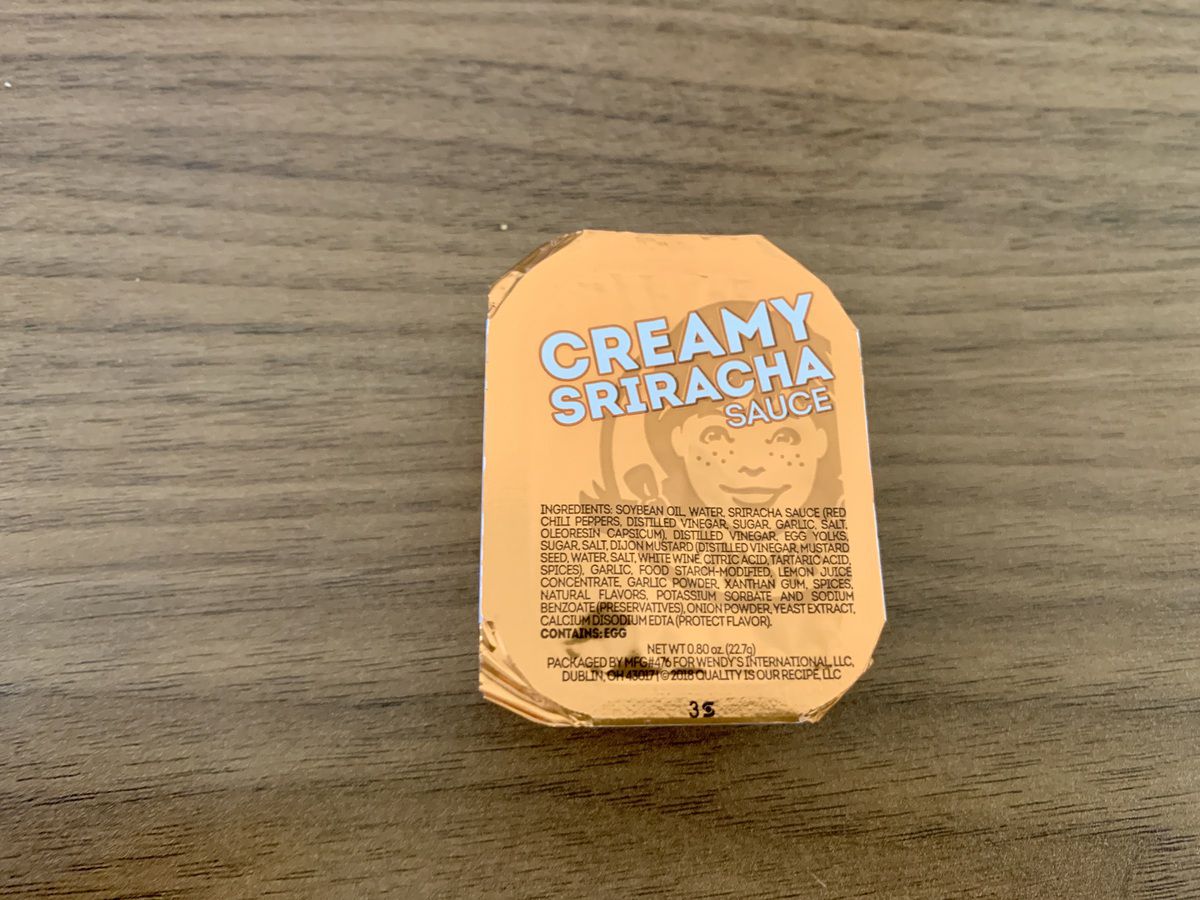 CREAMY
SRIRACHA
SAUCE
INGREDIENTS: SOYBEAN OIL, WATER, SRIRACHA SAUCE (RED
CHILI PEPPERS, DISTILLED VINEGAR, SUGAR, GARLIC, SALT,
OLEORESIN CAPSICUM), DISTILLED VINEGAR, EGG YOLKS,
SUGAR, SALT, DIJON MUSTARD (DISTILLED VINEGAR, MUSTARD
SEED, WATER, SALT, WHITE WINE, CITRIC ACID, TARTARIC ACID,
SPICES), GARLIC, FOOD STARCH-MODIFIED, LEMON JUICE
CONCENTRATE, GARLIC POWDER, XANTHAN GUM, SPICES,
NATURAL FLAVORS, POTASSIUM SORBATE AND SODIUM
BENZOATE (PRESERVATIVES), ONION POWDER, YEAST EXTRACT,
CALCIUM DISODIUM EDTA (PROTECT FLAVOR).
CONTAINS: EGG
NET WT 0.80 oz. (22.7g)
PACKAGED BY MFG#476 FOR WENDY'S INTERNATIONAL, LLC,
DUBLIN, OH 43017 | © 2018 QUALITY IS OUR RECIPE, LLC
3